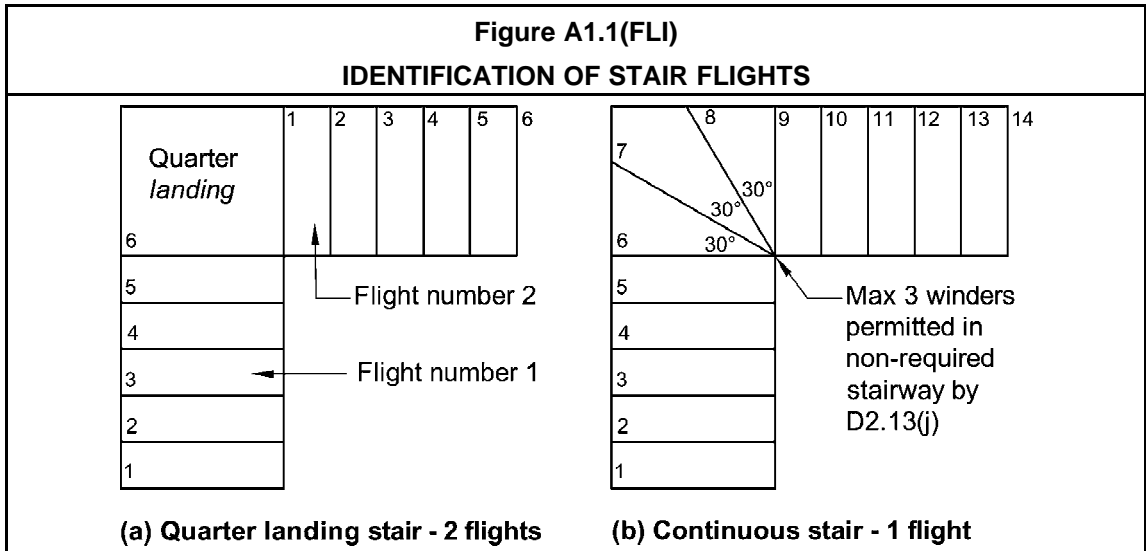 Figure A1.1(FLI)
IDENTIFICATION OF STAIR FLIGHTS
1 2 3 4 5 6
Quarter
landing
6
5
4
3
2
1
Flight number 2
Flight number 1
(a) Quarter landing stair - 2 flights
8 9 10 11 12 13 14
7
30°
30°
30°
6
5
4
3
2
1
Max 3 winders
permitted in
non-required
stairway by
D2.13(j)
(b) Continuous stair - 1 flight